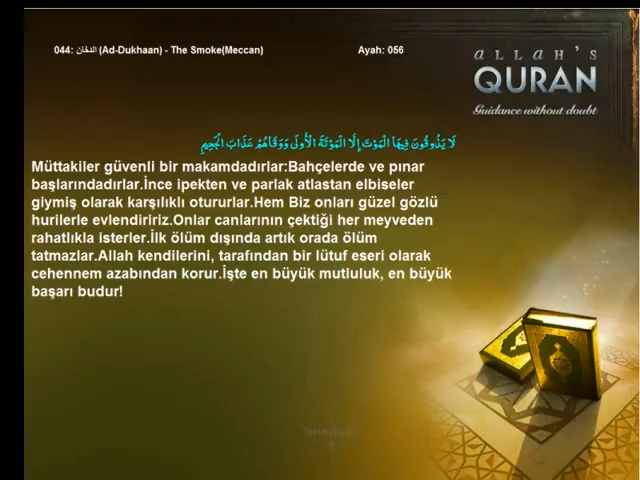 044: الدخان (Ad-Dukhaan) - The Smoke(Meccan) Ayah: 056
ALLAH'S
QURAN
Guidance without doubt
لَا يَذُوقُونَ فِيهَا الْمَوْتَ إِلَّا الْمَوْتَةَ الْأُولَى وَوَقَاهُمْ عَذَابَ الْجَحِيمِ
Müttakiler güvenli bir makamdadırlar:Bahçelerde ve pınar
başlarındadırlar.İnce ipekten ve parlak atlastan elbiseler
giymiş olarak karşılıklı otururlar.Hem Biz onları güzel gözlü
hurilerle evlendiririz.Onlar canlarının çektiği her meyveden
rahatlıkla isterler.İlk ölüm dışında artık orada ölüm
tatmazlar.Allah kendilerini, tarafından bir lütuf eseri olarak
cehennem azabından korur.İşte en büyük mutluluk, en büyük
başarı budur!